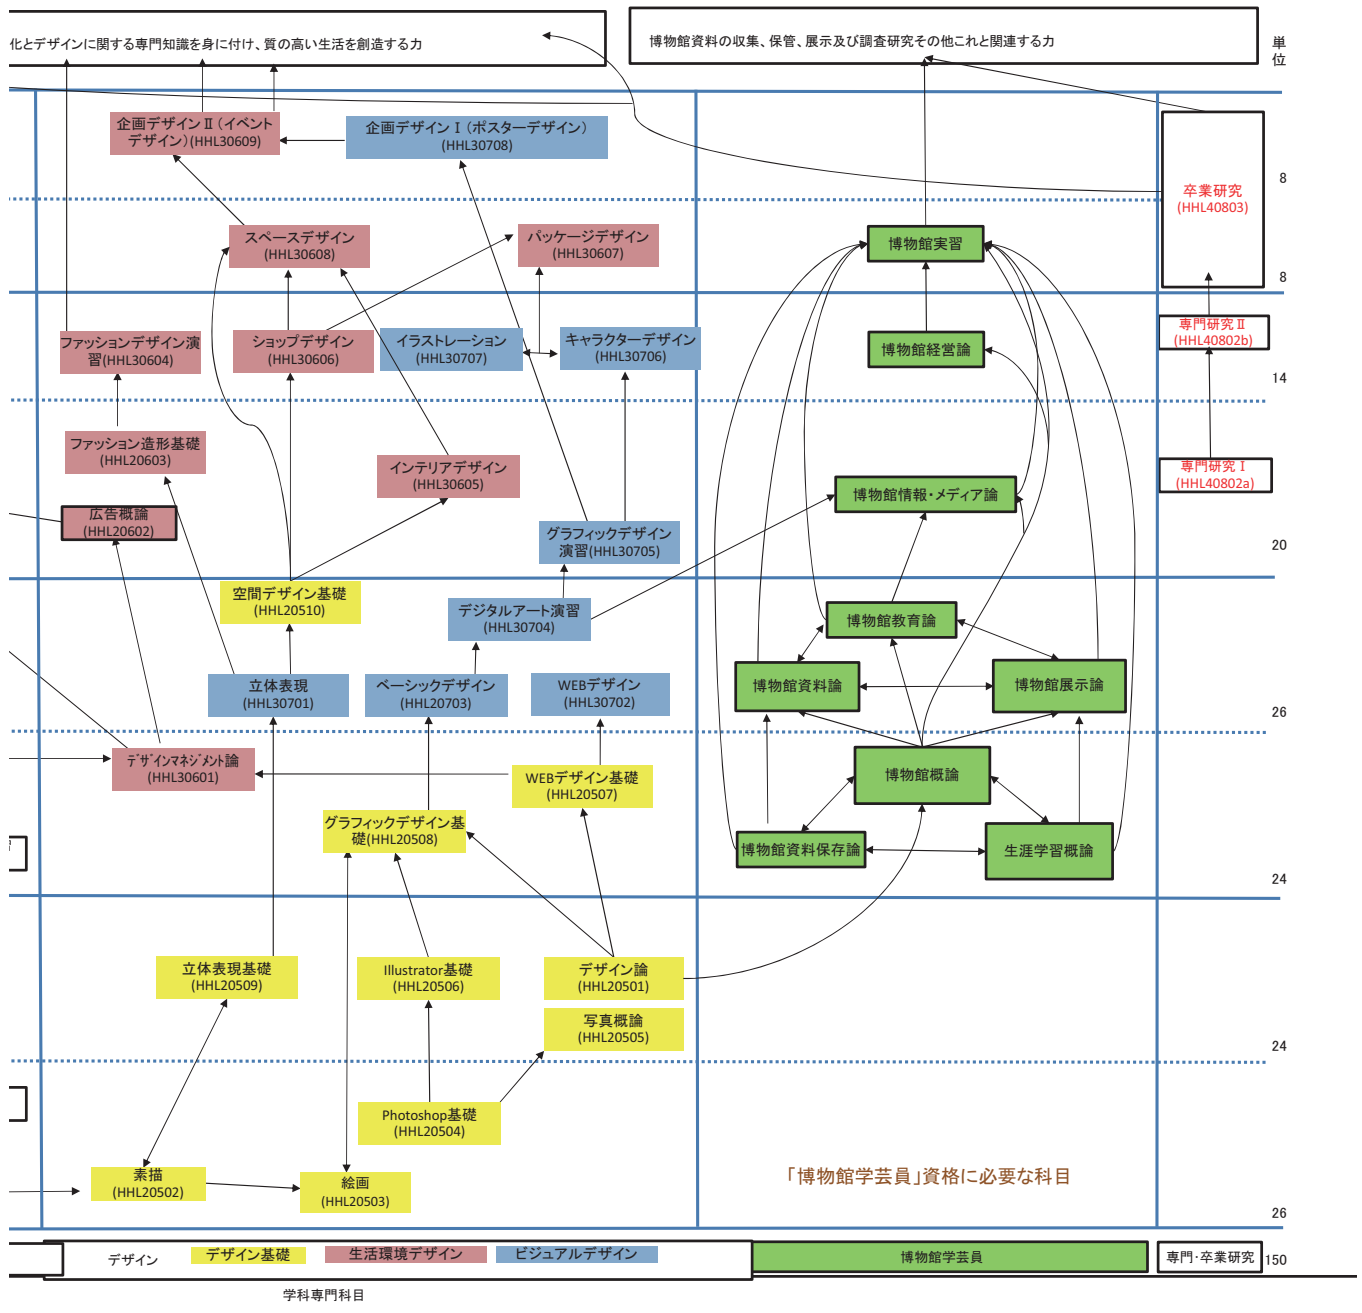 化とデザインに関する専門知識を身に付け、質の高い生活を創造する力
博物館資料の収集、保管、展示及び調査研究その他これと関連する力
単
位
企画デザインⅡ（イベント
デザイン）(HHL30609)
企画デザインⅠ（ポスターデザイン）
(HHL30708)
8
卒業研究
(HHL40803)
スペースデザイン
(HHL30608)
パッケージデザイン
(HHL30607)
博物館実習
8
ファッションデザイン演
習(HHL30604)
ショップデザイン
(HHL30606)
イラストレーション
(HHL30707)
キャラクターデザイン
(HHL30706)
博物館経営論
専門研究Ⅱ
(HHL40802b)
14
ファッション造形基礎
(HHL20603)
インテリアデザイン
(HHL30605)
専門研究Ⅰ
(HHL40802a)
博物館情報・メディア論
広告概論
(HHL20602)
グラフィックデザイン
演習(HHL30705)
20
空間デザイン基礎
(HHL20510)
デジタルアート演習
(HHL30704)
博物館教育論
立体表現
(HHL30701)
ベーシックデザイン
(HHL20703)
WEBデザイン
(HHL30702)
博物館資料論
博物館展示論
26
デザインマネジメント論
(HHL30601)
WEBデザイン基礎
(HHL20507)
博物館概論
グラフィックデザイン基
礎(HHL20508)
博物館資料保存論
生涯学習概論
24
立体表現基礎
(HHL20509)
Illustrator基礎
(HHL20506)
デザイン論
(HHL20501)
写真概論
(HHL20505)
24
Photoshop基礎
(HHL20504)
素描
(HHL20502)
絵画
(HHL20503)
「博物館学芸員」資格に必要な科目
26
デザイン
デザイン基礎
生活環境デザイン
ビジュアルデザイン
博物館学芸員
専門・卒業研究
150
学科専門科目